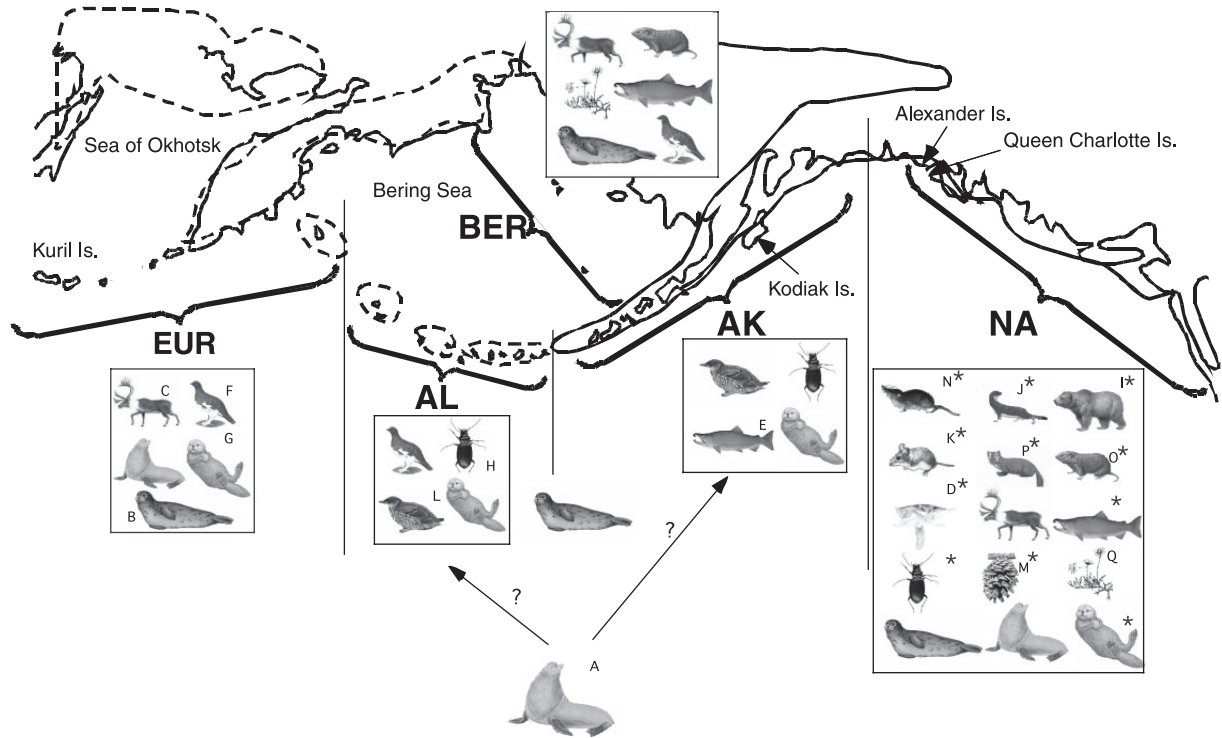 Alexander Is.
Queen Charlotte Is.
Sea of Okhotsk
Bering Sea
BER
Kuril Is.
Kodiak Is.
EUR
AL
AK
NA
C
F
G
B
H
L
E
N*
J*
I*
K*
P*
O*
D*
*
*
M*
Q
*
?
?
A